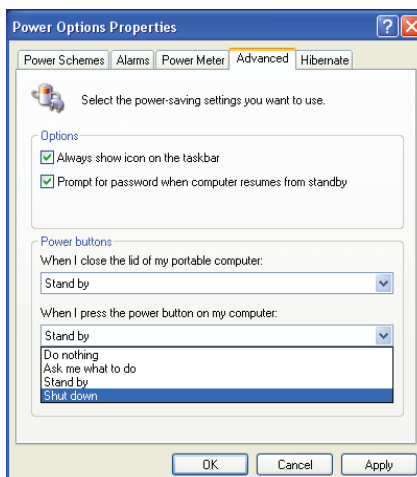 Power Options Properties
Power Schemes Alarms Power Meter Advanced Hibernate
Select the power-saving settings you want to use.
Options
Always show icon on the taskbar
Prompt for password when computer resumes from standby
Power buttons
When I close the lid of my portable computer:
Stand by
When I press the power button on my computer:
Stand by
Do nothing
Ask me what to do
Stand by
Shut down
OK Cancel Apply